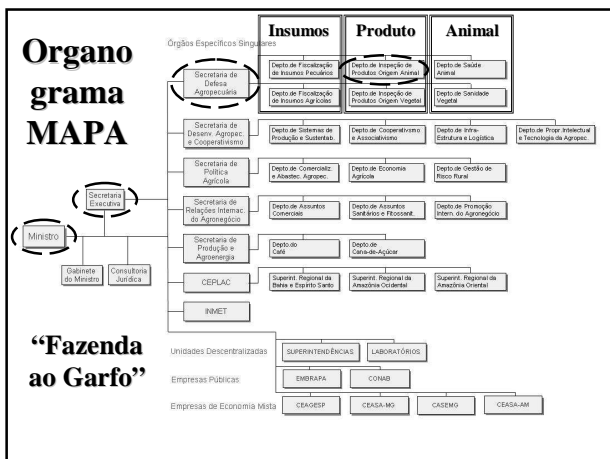 Organo
grama
MAPA
Insumos
Produto
Animal
Órgãos Específicos Singulares
Secretaria de
Defesa
Agropecuária
Depto.de Fiscalização
de Insumos Pecuários
Depto.de Inspeção de
Produtos Origem Animal
Depto.de Saúde
Animal
Depto.de Fiscalização
de Insumos Agrícolas
Depto.de Inspeção de
Produtos Origem Vegetal
Depto.de Sanidade
Vegetal
Secretaria de
Desenv. Agropec.
e Cooperativismo
Depto.de Sistemas de
Produção e Sustentab.
Depto.de Cooperativismo
e Associativismo
Depto.de Infra-
Estrutura e Logística
Depto.de Propr.Intelectual
e Tecnologia da Agropec.
Secretaria de
Política
Agrícola
Depto.de Comercializ.
e Abastec. Agropec.
Depto.de Economia
Agrícola
Depto.de Gestão de
Risco Rural
Secretaria
Executiva
Secretaria de
Relações Internac.
do Agronegócio
Depto.de Assuntos
Comerciais
Depto.de Assuntos
Sanitários e Fitossanit.
Depto.de Promoção
Intern. do Agronegócio
Ministro
Secretaria de
Produção e
Agroenergia
Depto.do
Café
Depto.de
Cana-de-Açúcar
Gabinete
do Ministro
Consultoria
Jurídica
CEPLAC
Superint. Regional da
Bahia e Espírito Santo
Superint. Regional da
Amazônia Ocidental
Superint. Regional da
Amazônia Oriental
INMET
“Fazenda
ao Garfo”
Unidades Descentralizadas
SUPERINTENDÊNCIAS
LABORATÓRIOS
Empresas Públicas
EMBRAPA
CONAB
Empresas de Economia Mista
CEAGESP
CEASA-MG
CASEMG
CEASA-AM